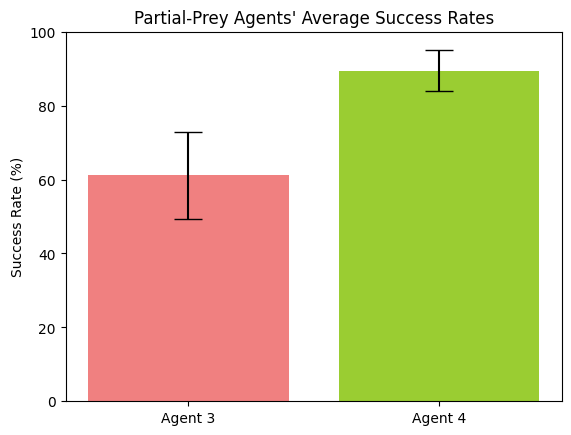 Partial-Prey Agents' Average Success Rates
Success Rate (%)
100
80
60
40
20
0
Agent 3
Agent 4